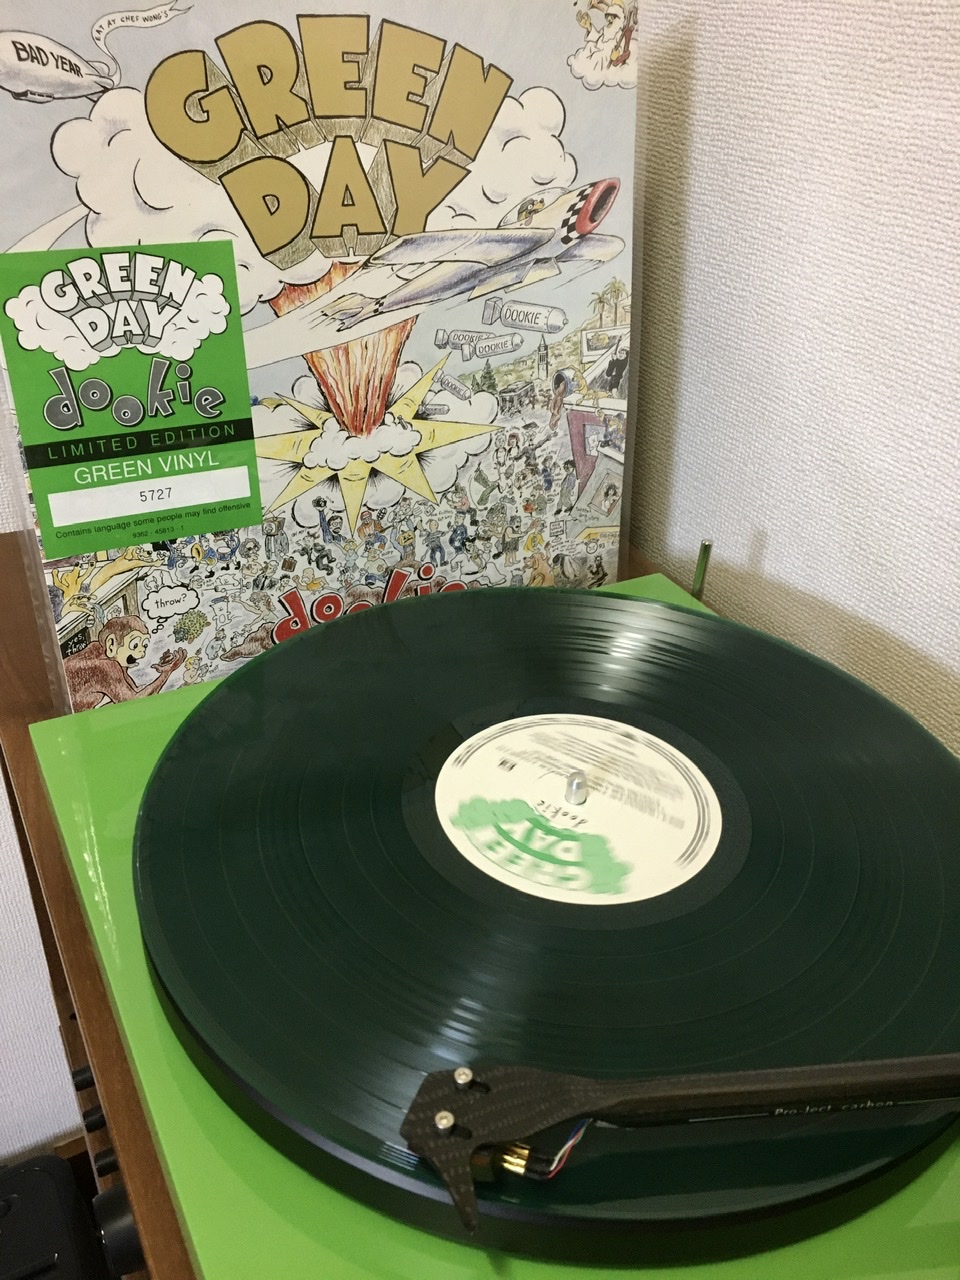 EAT AT CHEF WONG'S
BAD YEAR
GREEN
DAY
DOOKIE
DOOKIE
DOOKIE
DOOKIE
GREEN
DAY
dookie
LIMITED EDITION
GREEN VINYL
5727
Contains language some people may find offensive
9362 - 45813 - 1
throw?
yes,
throw
dookie
dookie
GREEN
DAY
Pro-Ject carbon